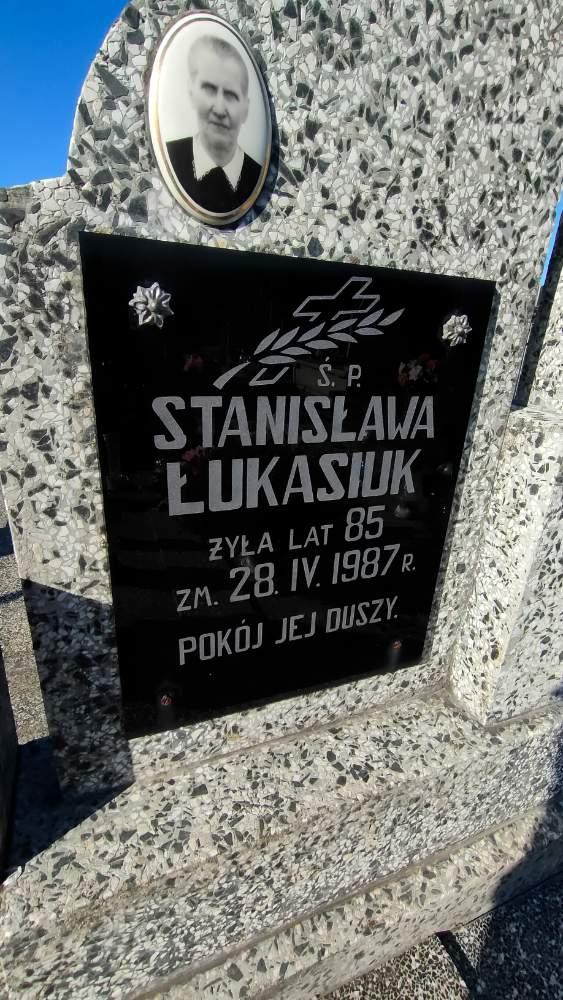 Ś. P.
STANISŁAWA
ŁUKASIUK
ŻYŁA LAT 85
ZM. 28. IV. 1987 R.
POKÓJ JEJ DUSZY.